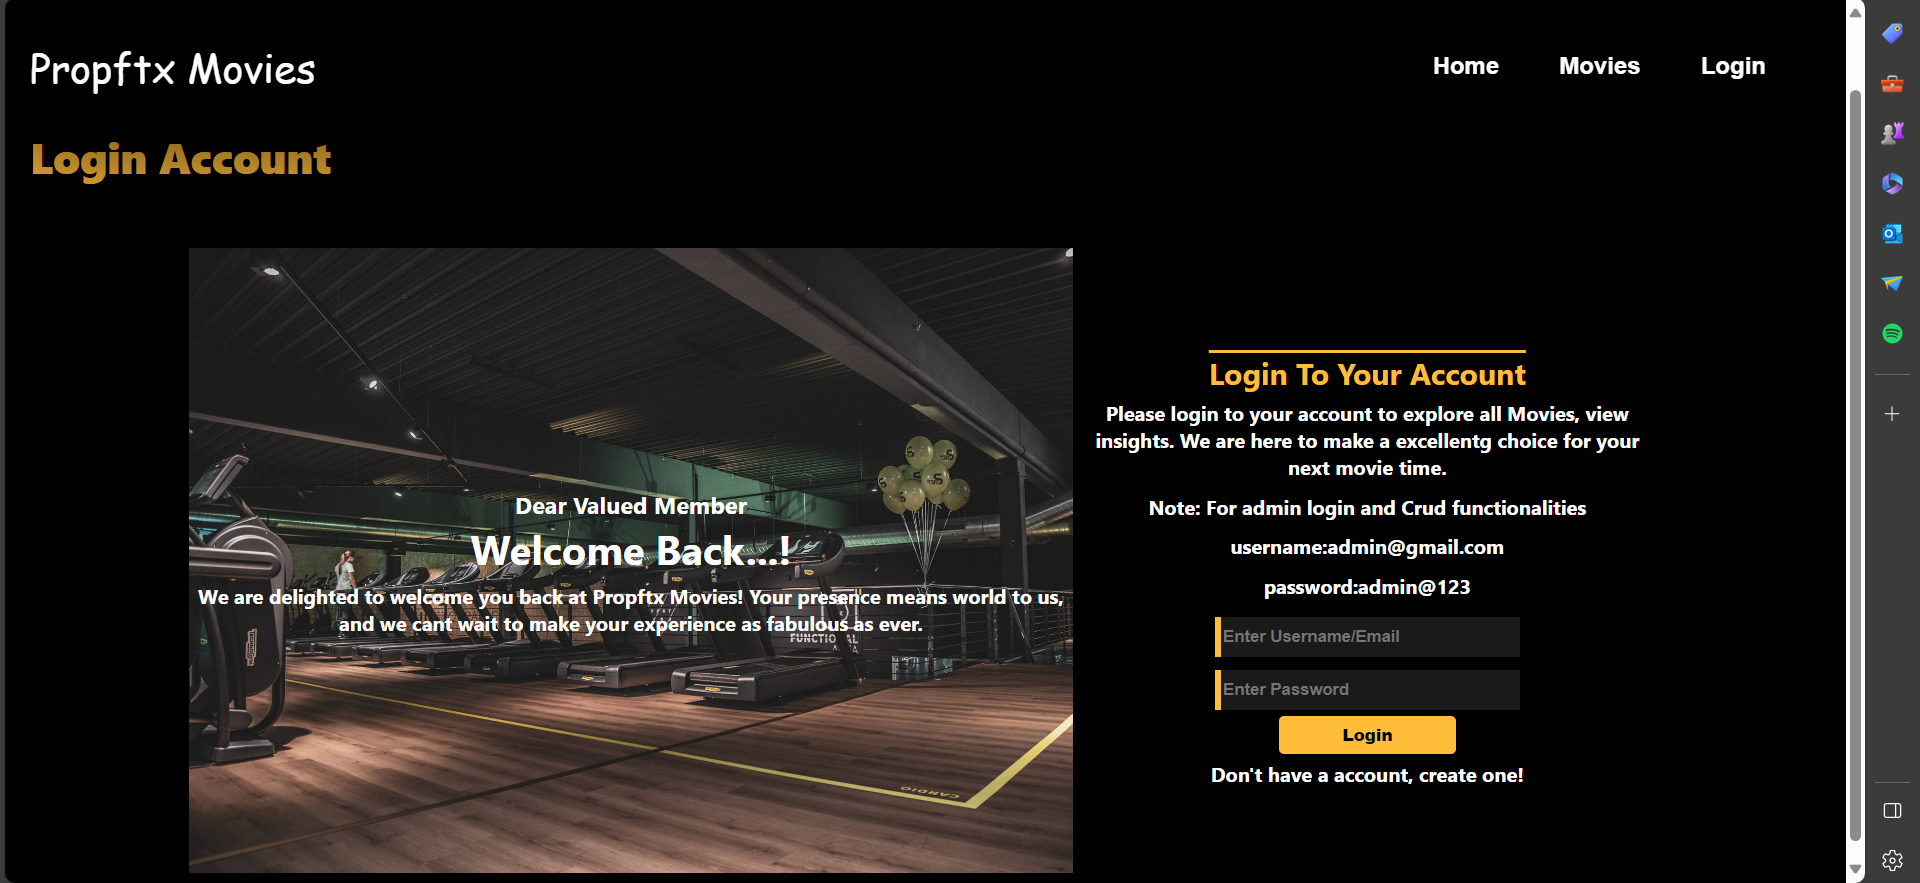 Propftx Movies
Home
Movies
Login
Login Account
Dear Valued Member
Welcome Back...!
We are delighted to welcome you back at Propftx Movies! Your presence means world to us,
and we cant wait to make your experience as fabulous as ever.
FUNCTIONAL
CARDIO
Login To Your Account
Please login to your account to explore all Movies, view
insights. We are here to make a excellentg choice for your
next movie time.
Note: For admin login and Crud functionalities
username:admin@gmail.com
password:admin@123
Enter Username/Email
Enter Password
Login
Don't have a account, create one!